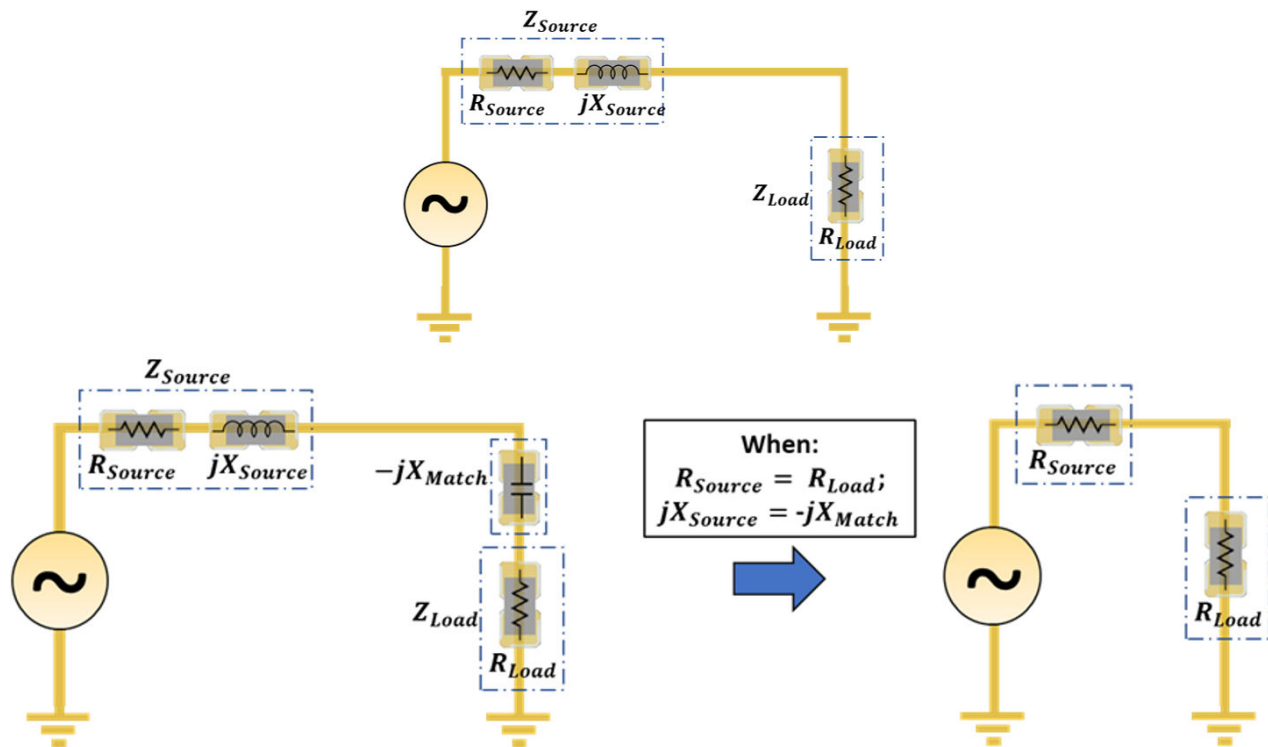 Z_Source
R_Source
jX_Source
Z_Load
R_Load
Z_Source
R_Source
jX_Source
-jX_Match
Z_Load
R_Load
When:
R_Source = R_Load;
jX_Source = -jX_Match
R_Source
R_Load